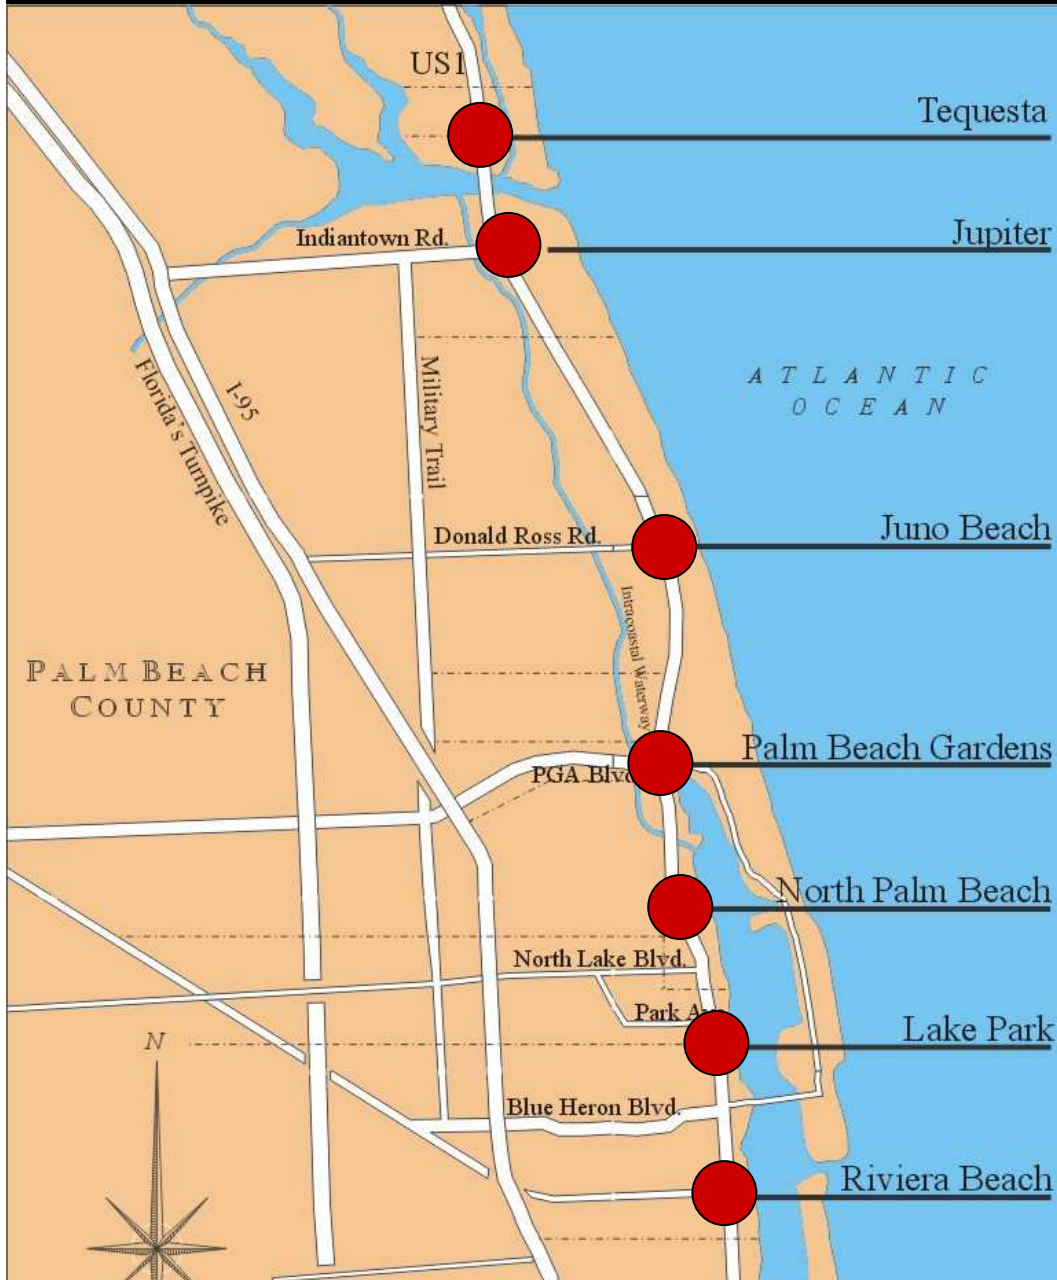 US1
Tequesta
Jupiter
Indiantown Rd.
ATLANTIC
OCEAN
Florida's Turnpike
I-95
Military Trail
Juno Beach
Donald Ross Rd.
Intracoastal Waterway
PALM BEACH
COUNTY
Palm Beach Gardens
PGA Blvd
North Palm Beach
North Lake Blvd.
Park A
Lake Park
N
Blue Heron Blvd.
Riviera Beach